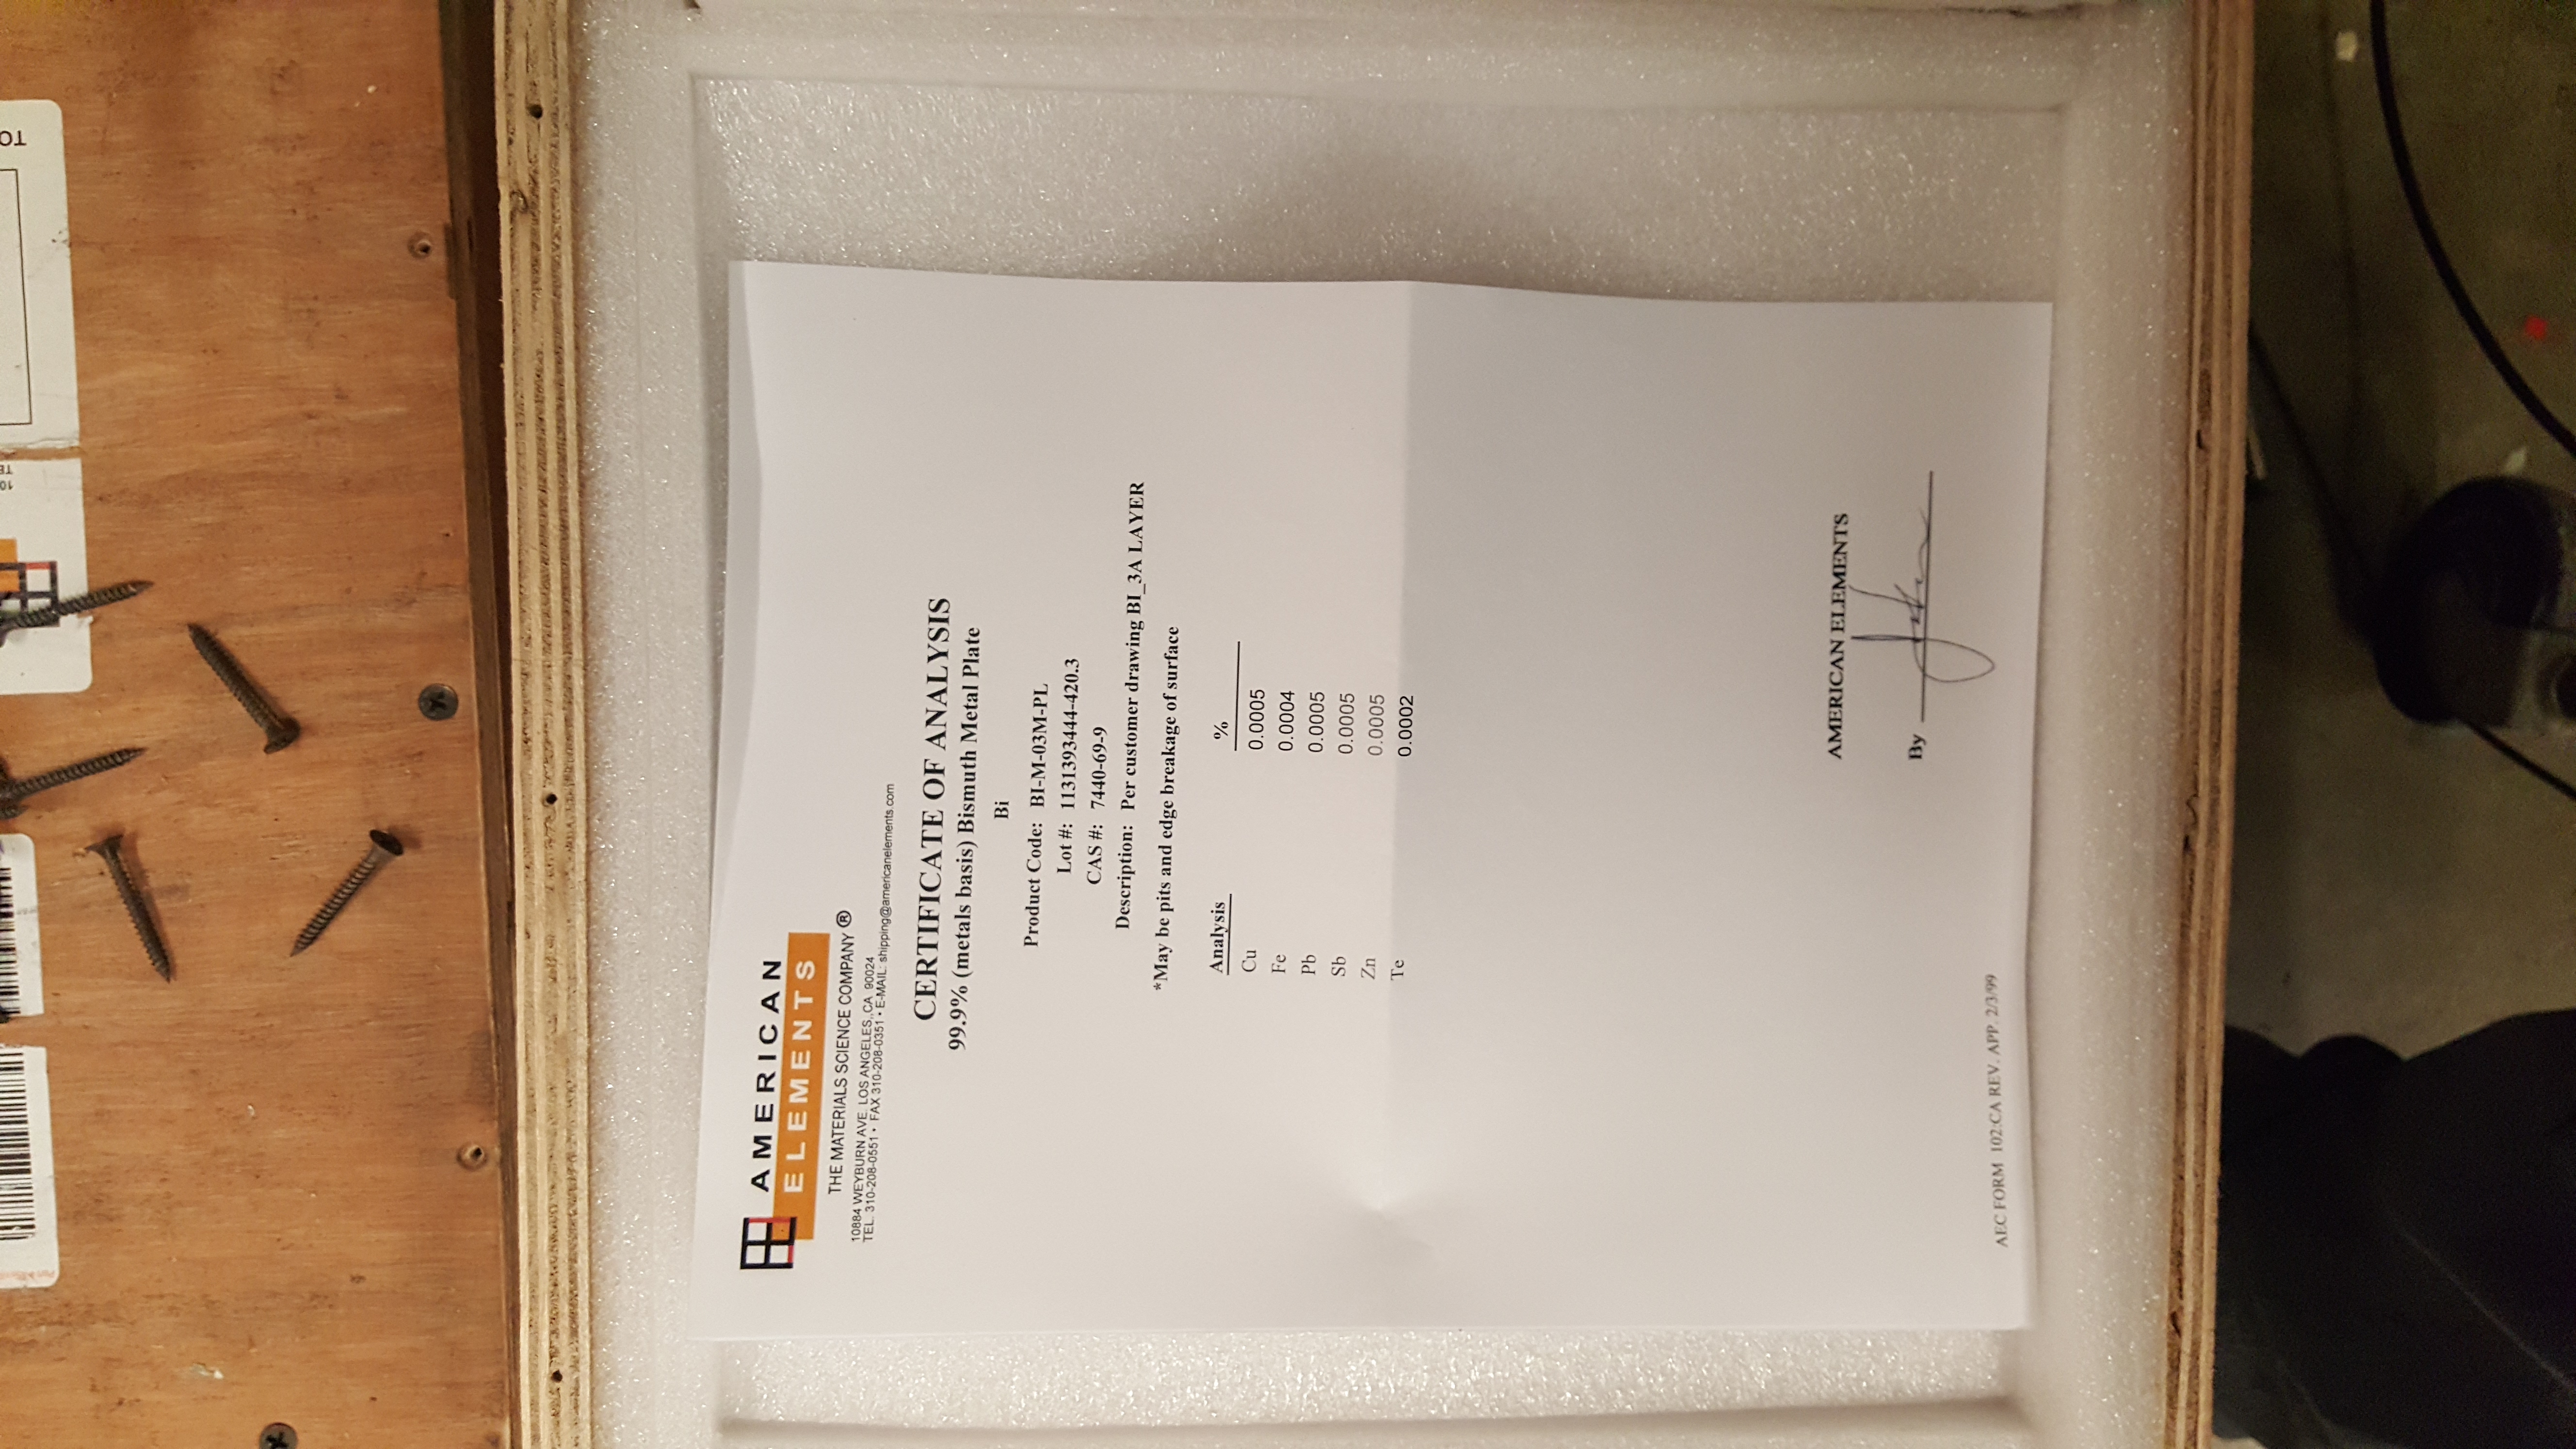 TO
AMERICAN
ELEMENTS
THE MATERIALS SCIENCE COMPANY ®
10884 WEYBURN AVE. LOS ANGELES,,CA 90024
TEL. 310-208-0551 • FAX 310-208-0351 • E-MAIL: shipping@americanelements.com
CERTIFICATE OF ANALYSIS
99.9% (metals basis) Bismuth Metal Plate
Bi
Product Code: BI-M-03M-PL
Lot #: 1131393444-420.3
CAS #: 7440-69-9
Description: Per customer drawing BI_3A LAYER
*May be pits and edge breakage of surface
Analysis %
Cu 0.0005
Fe 0.0004
Pb 0.0005
Sb 0.0005
Zn 0.0005
Te 0.0002
AMERICAN ELEMENTS
By
AEC FORM 102:CA REV. APP. 2/3/99